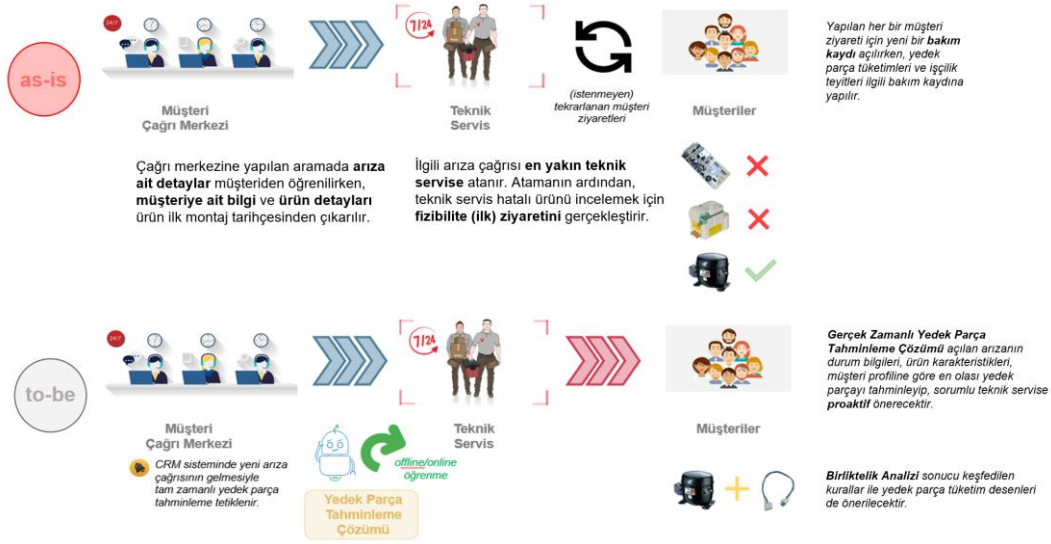 as-is
24/7
Müşteri
Çağrı Merkezi
Çağrı merkezine yapılan aramada arıza
ait detaylar müşteriden öğrenilirken,
müşteriye ait bilgi ve ürün detayları
ürün ilk montaj tarihçesinden çıkarılır.
7/24
Teknik
Servis
İlgili arıza çağrısı en yakın teknik
servise atanır. Atamanın ardından,
teknik servis hatalı ürünü incelemek için
fizibilite (ilk) ziyaretini gerçekleştirir.
(istenmeyen)
tekrarlanan müşteri
ziyaretleri
Müşteriler
Yapılan her bir müşteri
ziyareti için yeni bir bakım
kaydı açılırken, yedek
parça tüketimleri ve işçilik
teyitleri ilgili bakım kaydına
yapılır.
to-be
24/7
Müşteri
Çağrı Merkezi
CRM sisteminde yeni arıza
çağrısının gelmesiyle
tam zamanlı yedek parça
tahminleme tetiklenir.
offline/online
öğrenme
Yedek Parça
Tahminleme
Çözümü
7/24
Teknik
Servis
Müşteriler
Gerçek Zamanlı Yedek Parça
Tahminleme Çözümü açılan arızanın
durum bilgileri, ürün karakteristikleri,
müşteri profiline göre en olası yedek
parçayı tahminleyip, sorumlu teknik servise
proaktif önerecektir.
Birliktelik Analizi sonucu keşfedilen
kurallar ile yedek parça tüketim desenleri
de önerilecektir.